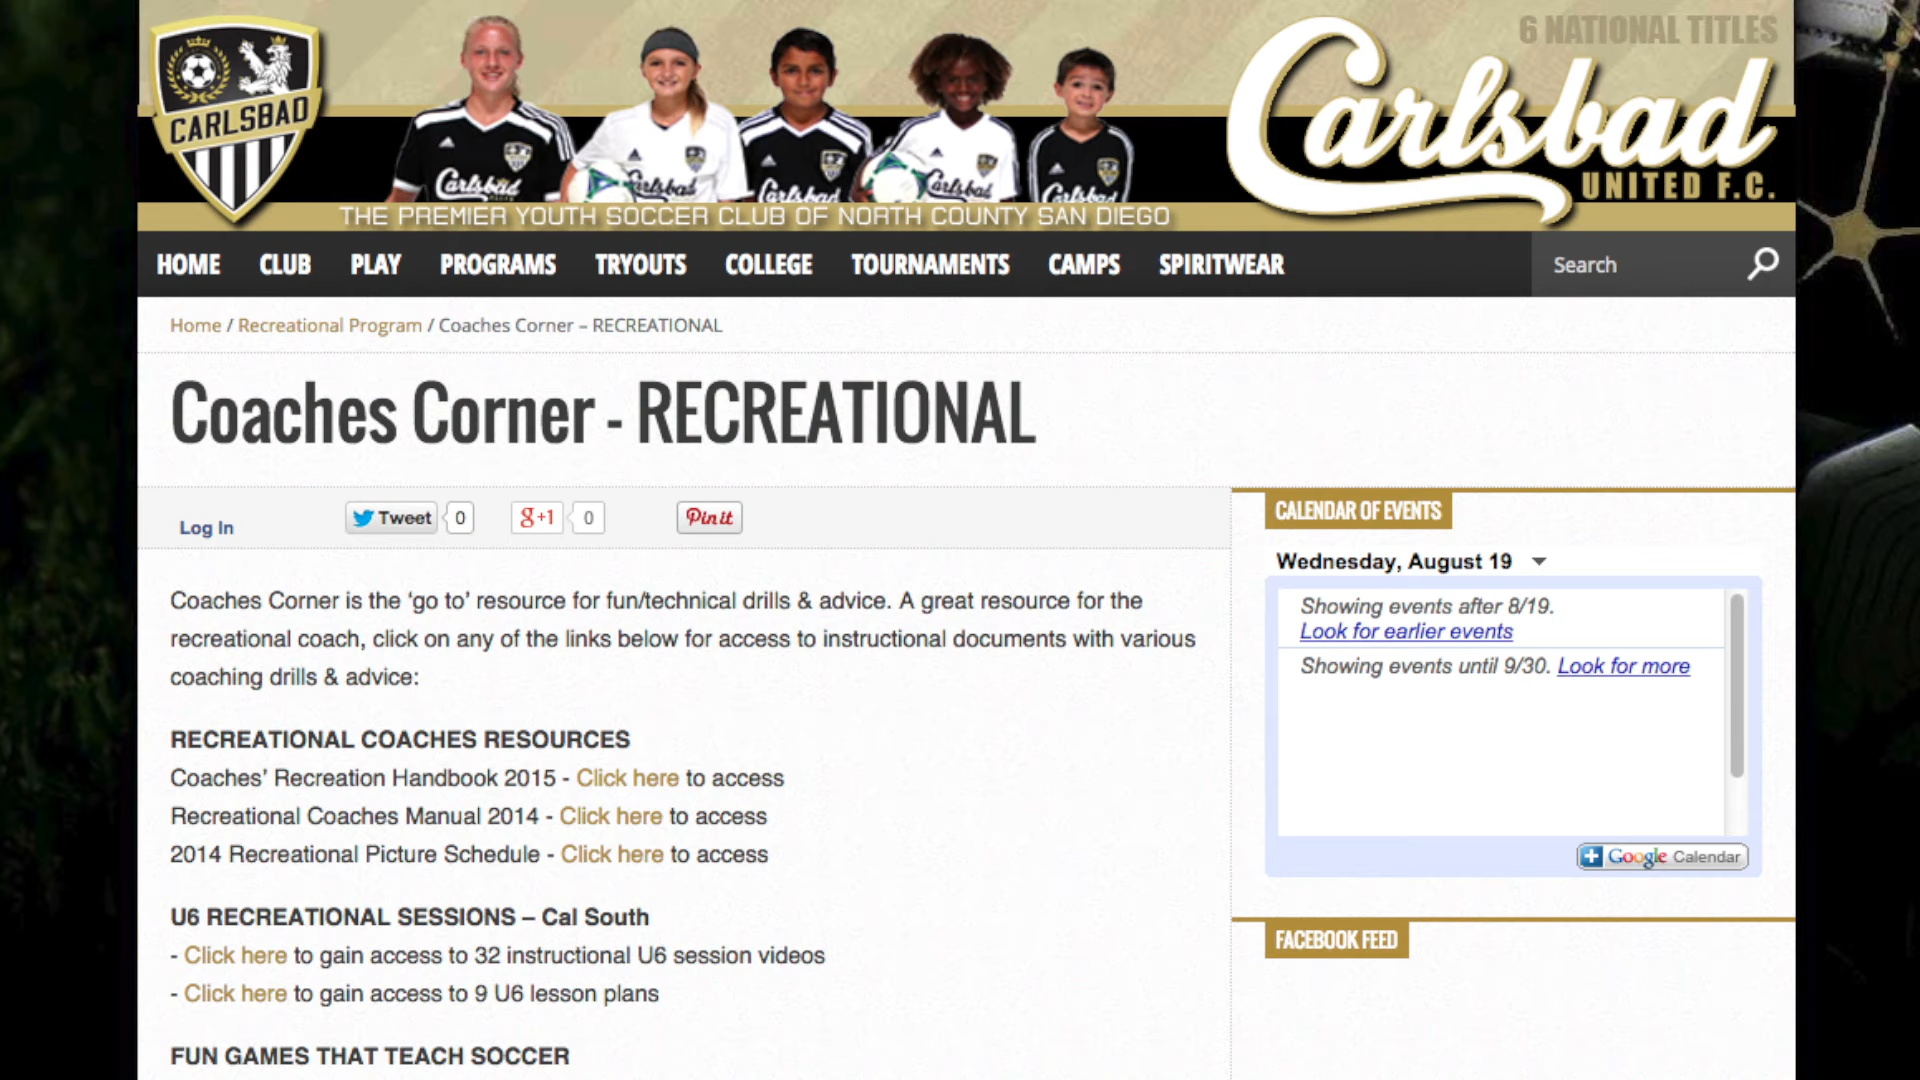 6 NATIONAL TITLES
CARLSBAD
Carlsbad
UNITED F.C.
Carlsbad
Carlsbad
Carlsbad
Carlsbad
Carlsbad
THE PREMIER YOUTH SOCCER CLUB OF NORTH COUNTY SAN DIEGO
HOME CLUB PLAY PROGRAMS TRYOUTS COLLEGE TOURNAMENTS CAMPS SPIRITWEAR Search
Home / Recreational Program / Coaches Corner – RECREATIONAL
Coaches Corner - RECREATIONAL
Log In Tweet 0 g+1 0 Pin it
Coaches Corner is the ‘go to’ resource for fun/technical drills & advice. A great resource for the
recreational coach, click on any of the links below for access to instructional documents with various
coaching drills & advice:
RECREATIONAL COACHES RESOURCES
Coaches’ Recreation Handbook 2015 - Click here to access
Recreational Coaches Manual 2014 - Click here to access
2014 Recreational Picture Schedule - Click here to access
U6 RECREATIONAL SESSIONS – Cal South
- Click here to gain access to 32 instructional U6 session videos
- Click here to gain access to 9 U6 lesson plans
FUN GAMES THAT TEACH SOCCER
CALENDAR OF EVENTS
Wednesday, August 19
Showing events after 8/19.
Look for earlier events
Showing events until 9/30. Look for more
Google Calendar
FACEBOOK FEED